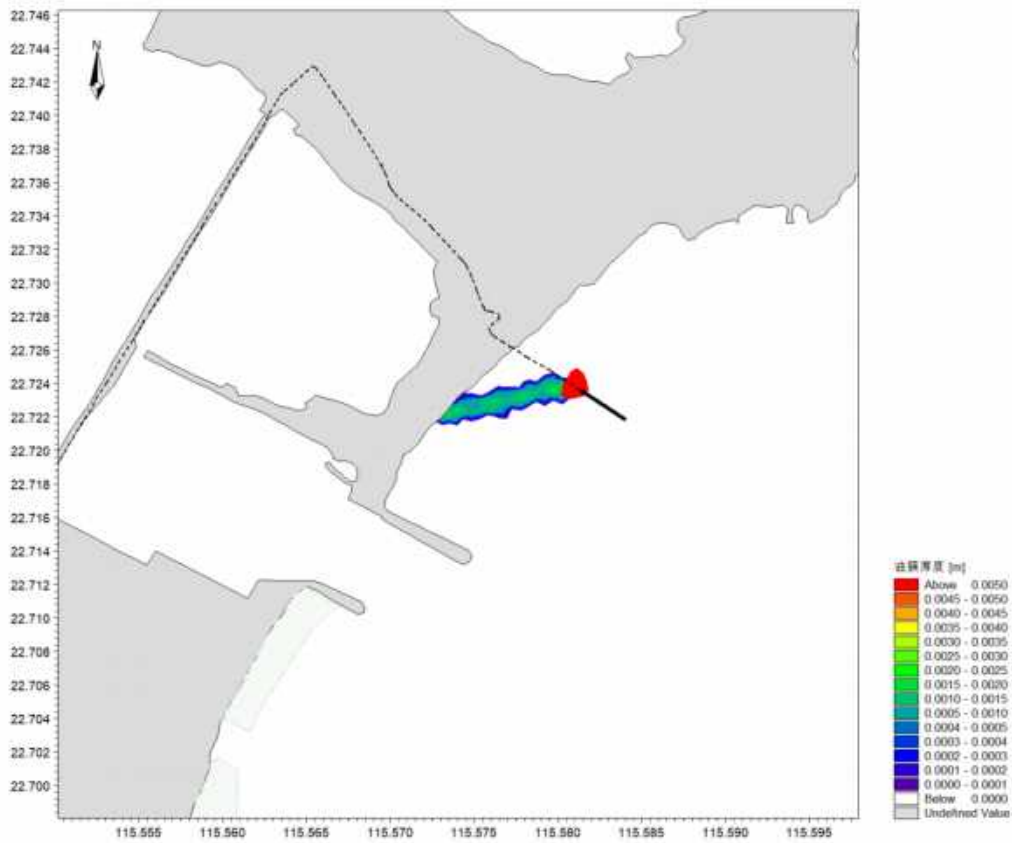 N
22.746
22.744
22.742
22.740
22.738
22.736
22.734
22.732
22.730
22.728
22.726
22.724
22.722
22.720
22.718
22.716
22.714
22.712
22.710
22.708
22.706
22.704
22.702
22.700
115.555 115.560 115.565 115.570 115.575 115.580 115.585 115.590 115.595
油膜厚度 [m]
Above 0.0050
0.0045 - 0.0050
0.0040 - 0.0045
0.0035 - 0.0040
0.0030 - 0.0035
0.0025 - 0.0030
0.0020 - 0.0025
0.0015 - 0.0020
0.0010 - 0.0015
0.0005 - 0.0010
0.0004 - 0.0005
0.0003 - 0.0004
0.0002 - 0.0003
0.0001 - 0.0002
0.0000 - 0.0001
Below 0.0000
Undefined Value